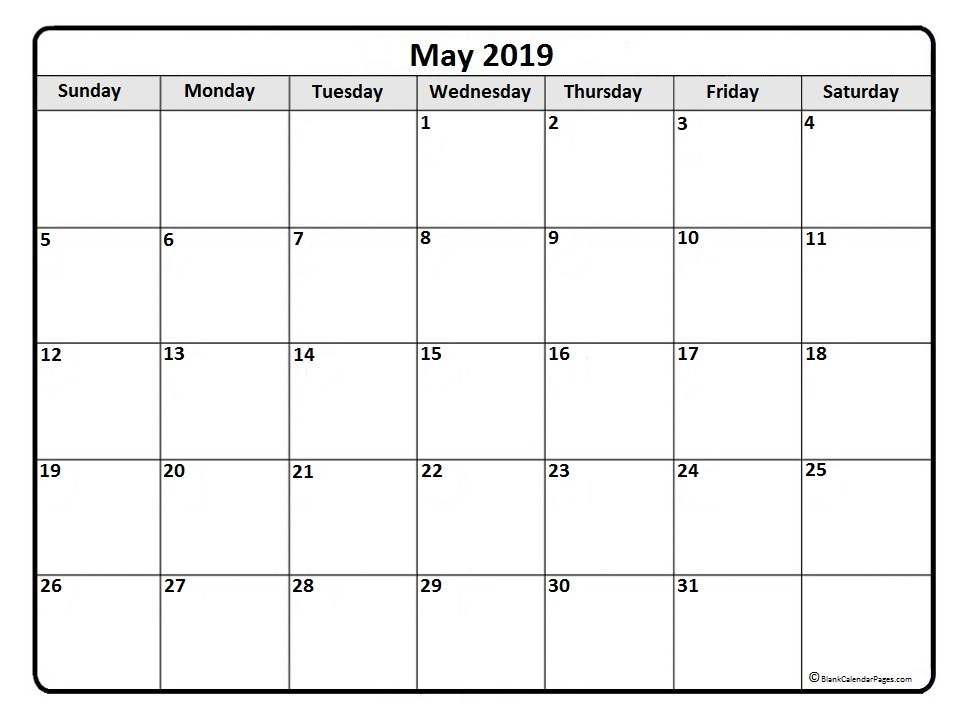 May 2019
Sunday Monday Tuesday Wednesday Thursday Friday Saturday
1 2 3 4
5 6 7 8 9 10 11
12 13 14 15 16 17 18
19 20 21 22 23 24 25
26 27 28 29 30 31
©BlankCalendarPages.com